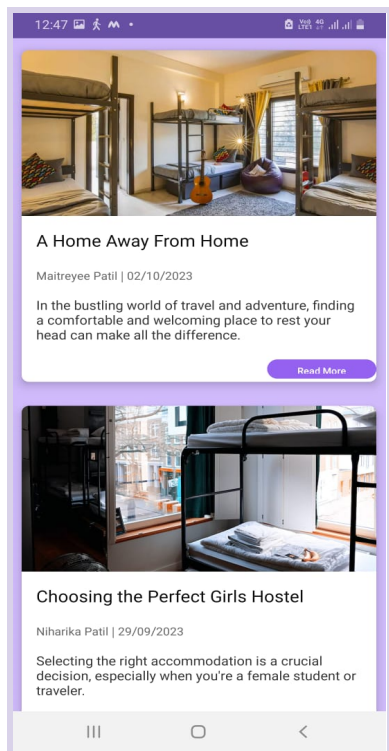 12:47
Vo)) 4G
LTE1
A Home Away From Home
Maitreyee Patil | 02/10/2023
In the bustling world of travel and adventure, finding
a comfortable and welcoming place to rest your
head can make all the difference.
Read More
Choosing the Perfect Girls Hostel
Niharika Patil | 29/09/2023
Selecting the right accommodation is a crucial
decision, especially when you're a female student or
traveler.